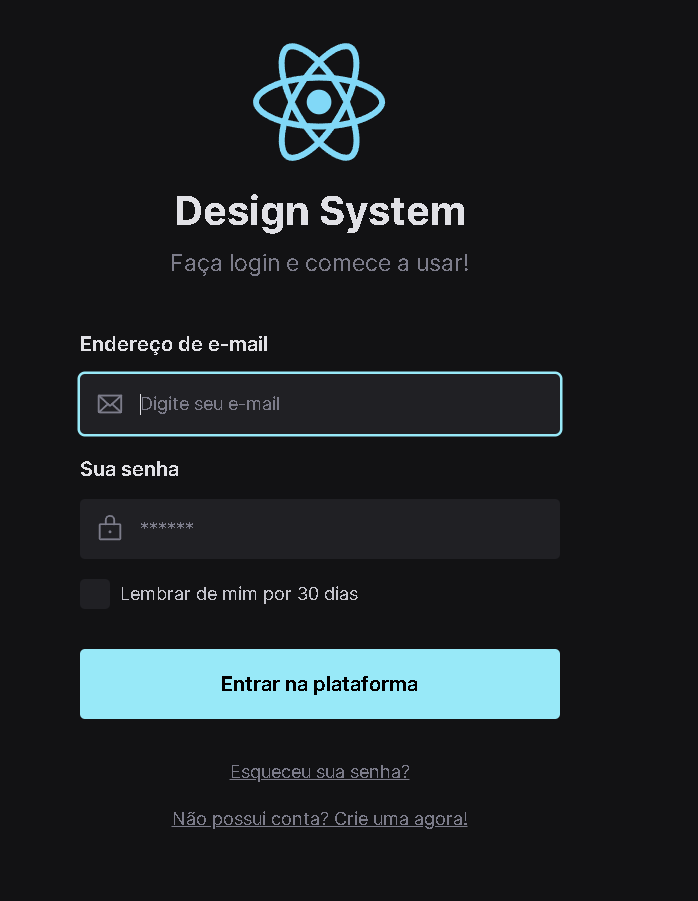 Design System
Faça login e comece a usar!
Endereço de e-mail
Digite seu e-mail
Sua senha
******
Lembrar de mim por 30 dias
Entrar na plataforma
Esqueceu sua senha?
Não possui conta? Crie uma agora!